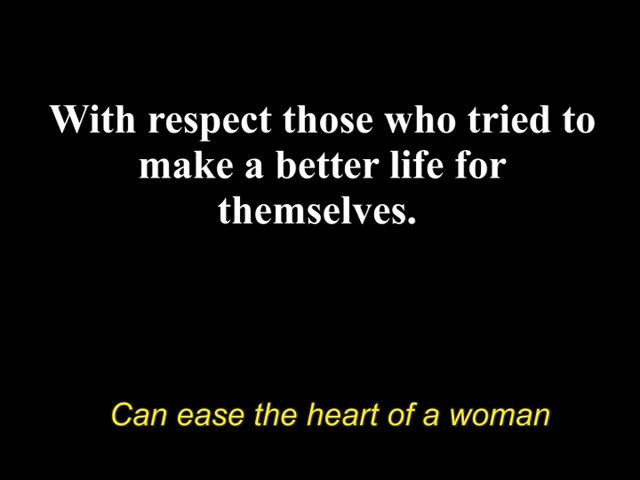 With respect those who tried to
make a better life for
themselves.
Can ease the heart of a woman